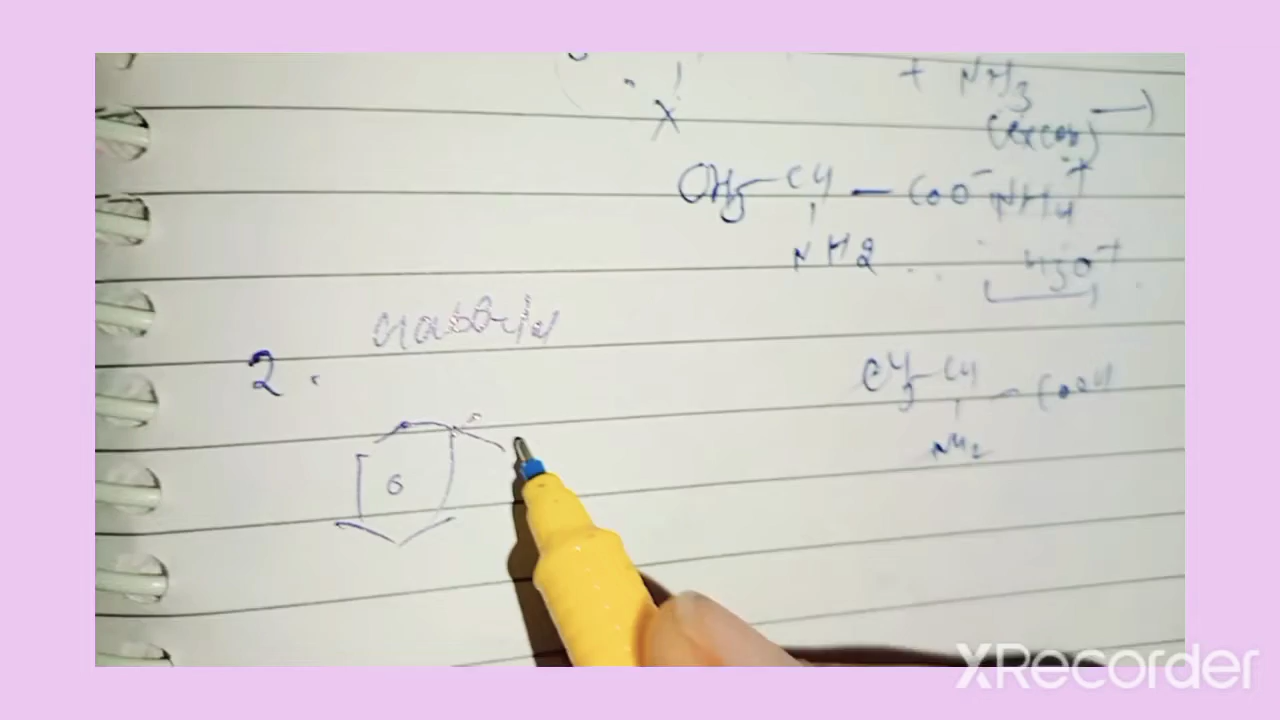 + NH3
X (excess) →
CH3 — CH — COO⁻ NH4⁺
NH2
H3O⁺
2.
CH3 — CH — COOH
NH2
XRecorder